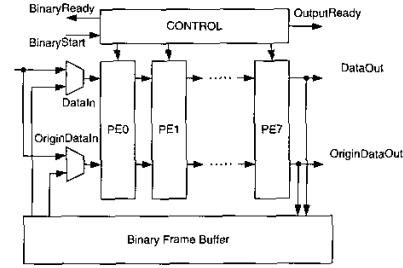 BinaryReady
CONTROL
OutputReady
BinaryStart
DataOut
DataIn
OriginDataIn
PE0
PE1
PE7
OriginDataOut
Binary Frame Buffer